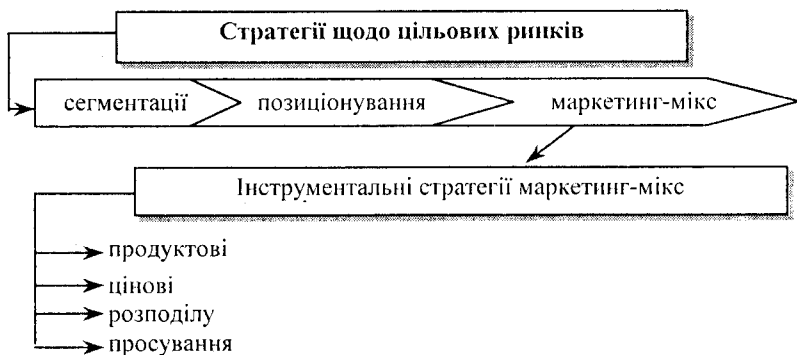 Стратегії щодо цільових ринків
сегментації позиціонування маркетинг-мікс
Інструментальні стратегії маркетинг-мікс
продуктові
цінові
розподілу
просування